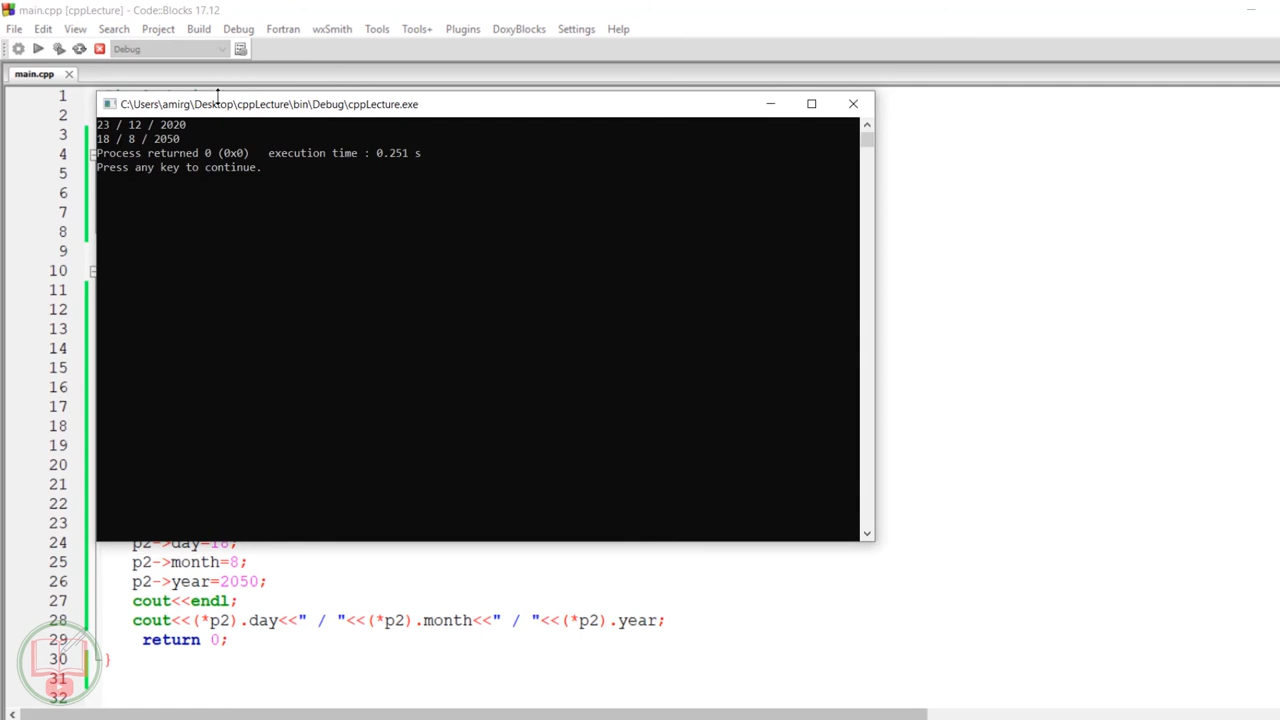 main.cpp [cppLecture] - Code::Blocks 17.12
File Edit View Search Project Build Debug Fortran wxSmith Tools Tools+ Plugins DoxyBlocks Settings Help
Debug
main.cpp
1
C:\Users\amirg\Desktop\cppLecture\bin\Debug\cppLecture.exe
2
23 / 12 / 2020
3
18 / 8 / 2050
4
Process returned 0 (0x0)   execution time : 0.251 s
5
Press any key to continue.
6
7
8
9
10
11
12
13
14
15
16
17
18
19
20
21
22
23
24 p2->day=18;
25 p2->month=8;
26 p2->year=2050;
27 cout<<endl;
28 cout<<(*p2).day<<" / "<<(*p2).month<<" / "<<(*p2).year;
29 return 0;
30 }
31
32